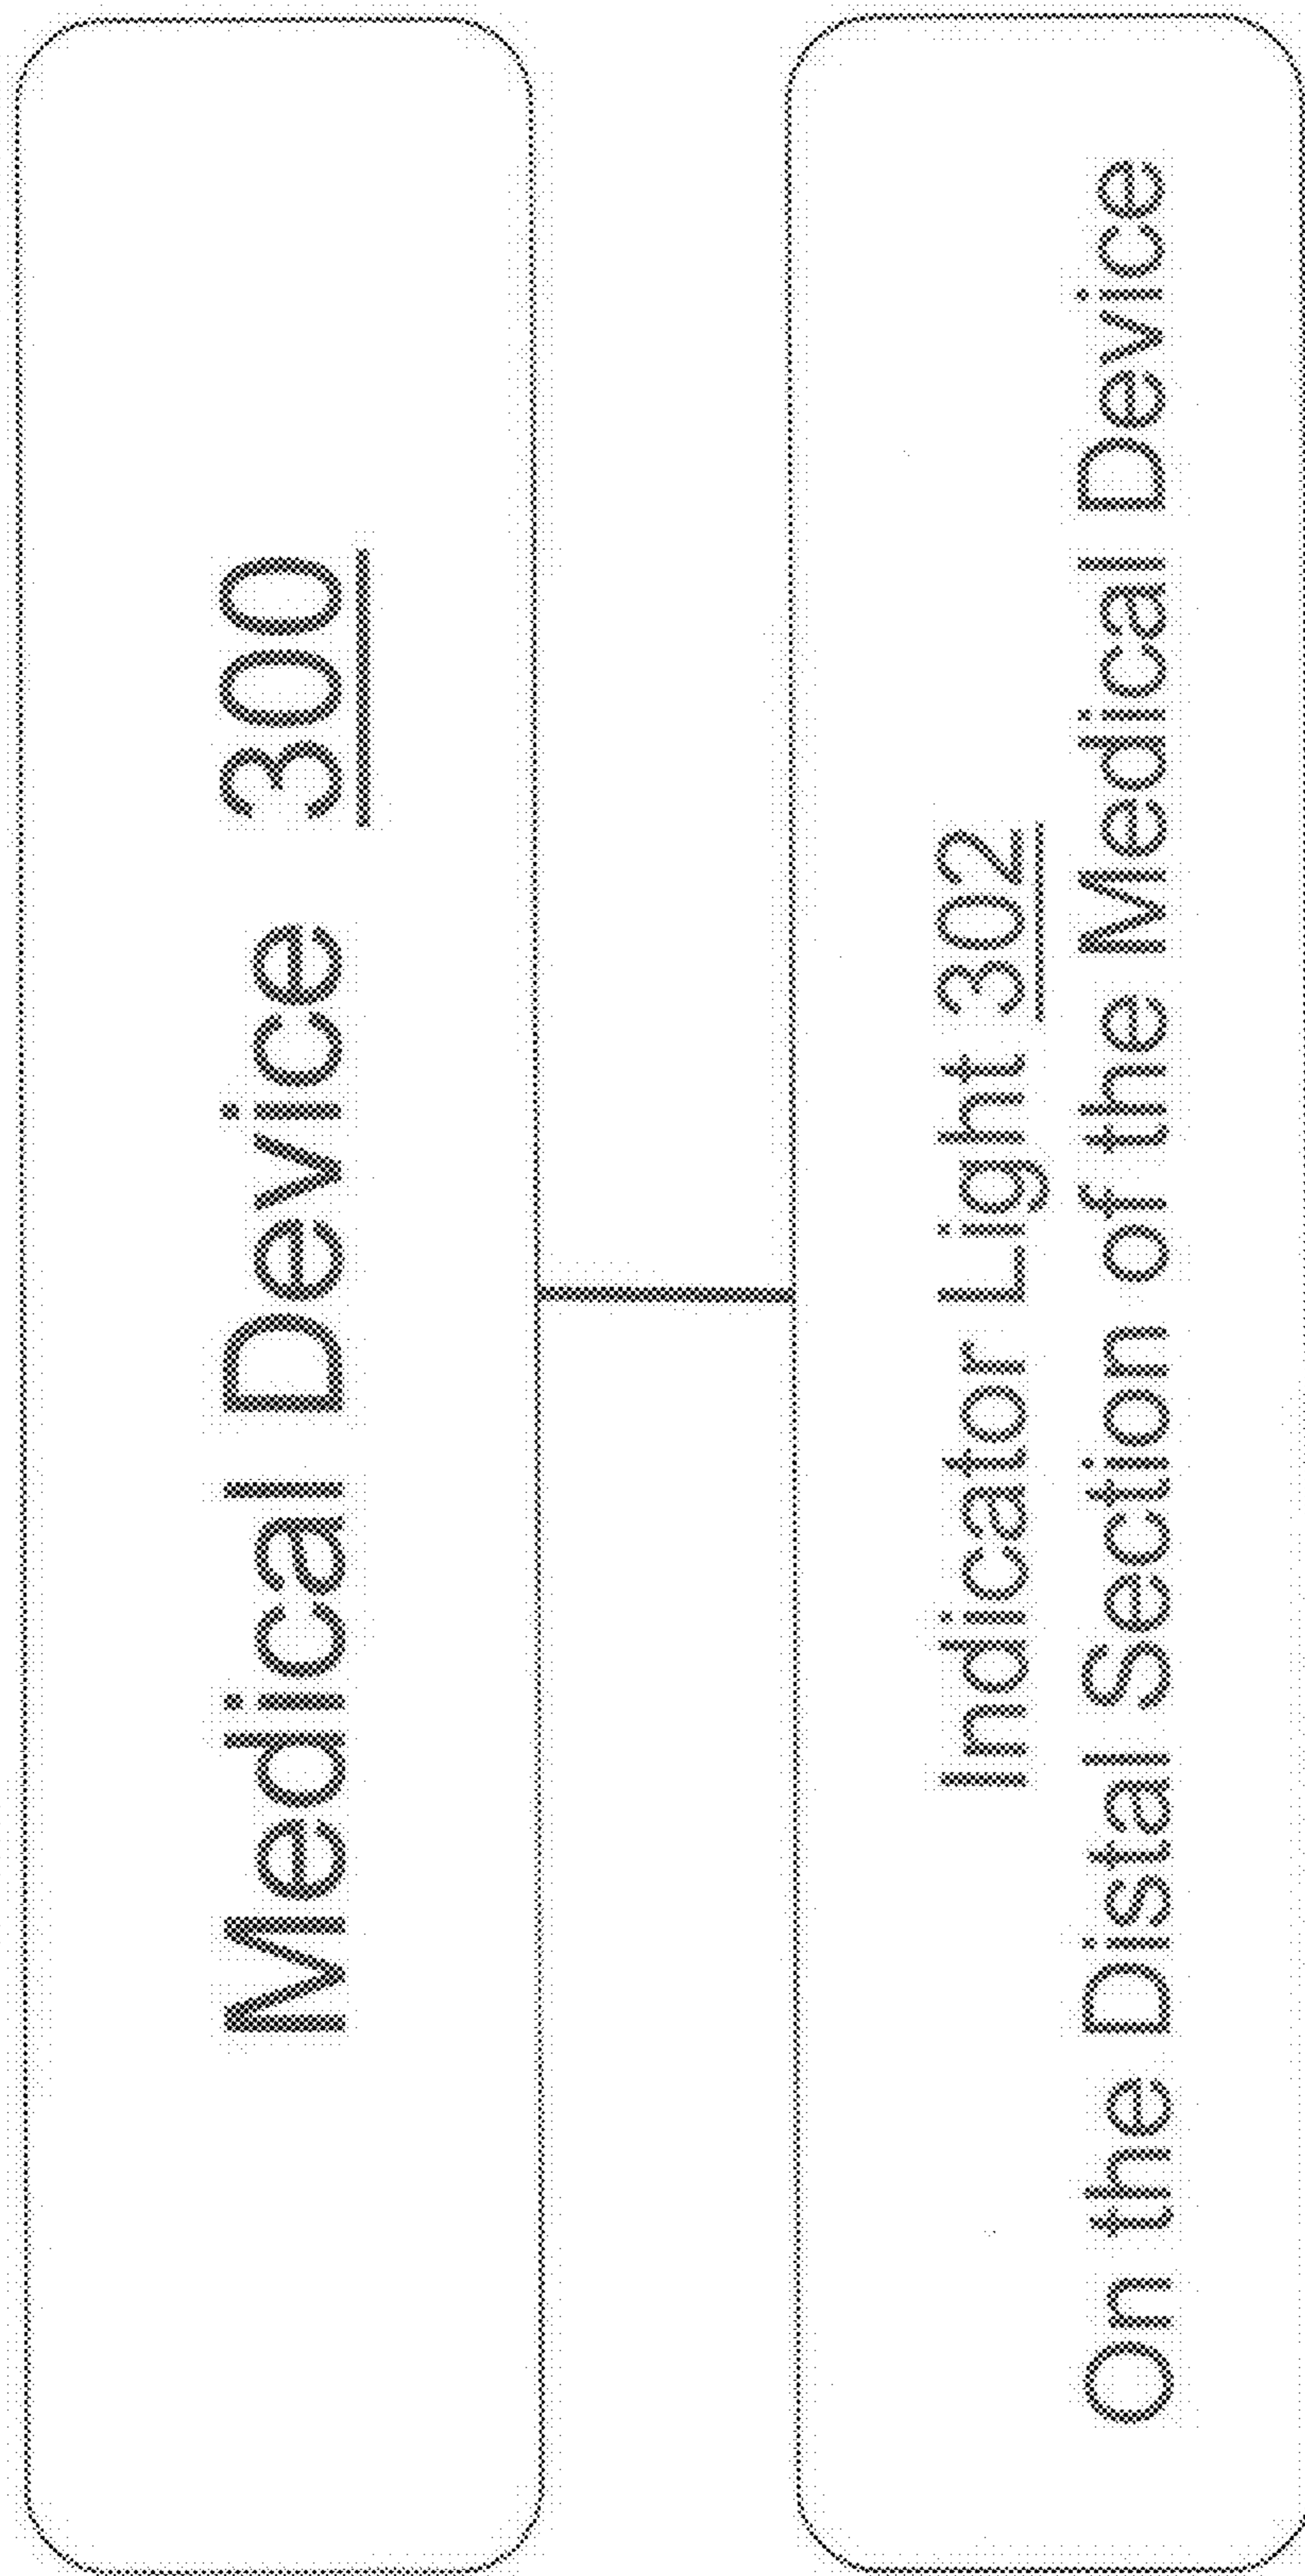 Medical Device 300
Indicator Light 302
On the Distal Section of the Medical Device